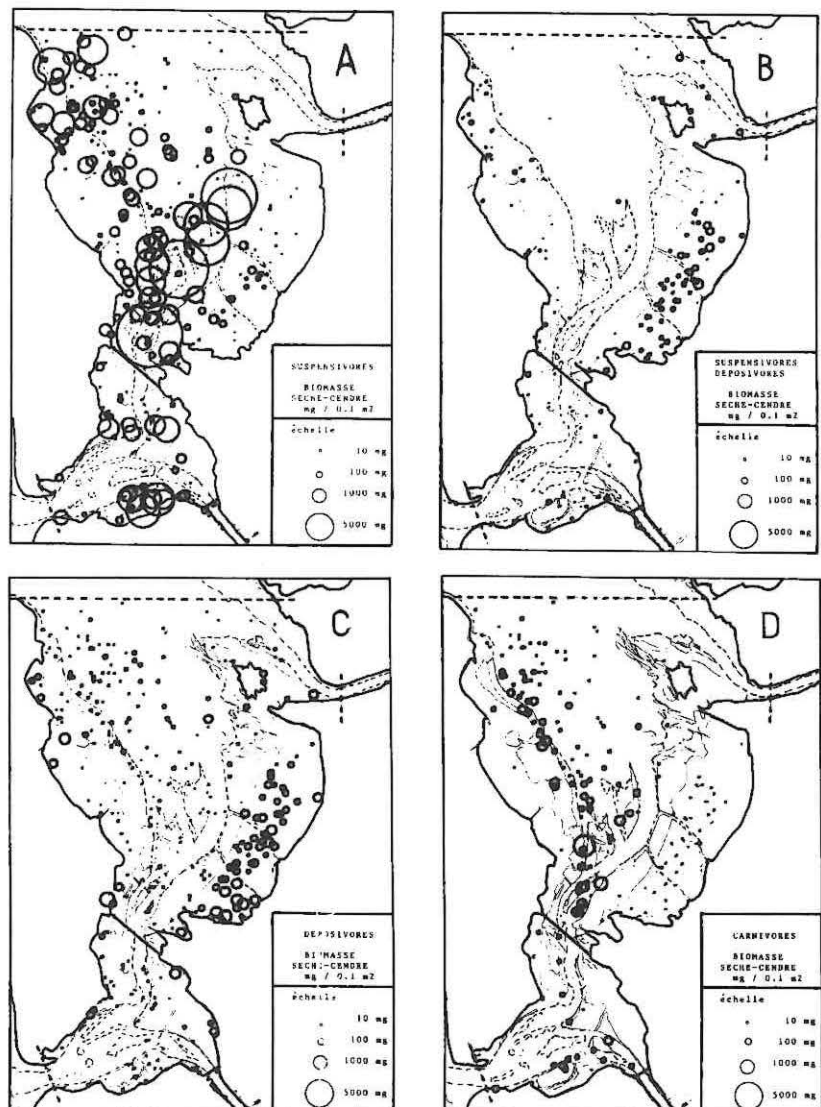 A
SUSPENSIVORES
BIOMASSE
SECHE-CENDRE
mg / 0.1 m2
échelle
10 mg
100 mg
1000 mg
5000 mg
B
SUSPENSIVORES
DEPOSIVORES
BIOMASSE
SECHE-CENDRE
mg / 0.1 m2
échelle
10 mg
100 mg
1000 mg
5000 mg
C
DEPOSIVORES
BIOMASSE
SECHE-CENDRE
mg / 0.1 m2
échelle
10 mg
100 mg
1000 mg
5000 mg
D
CARNIVORES
BIOMASSE
SECHE-CENDRE
mg / 0.1 m2
échelle
10 mg
100 mg
1000 mg
5000 mg